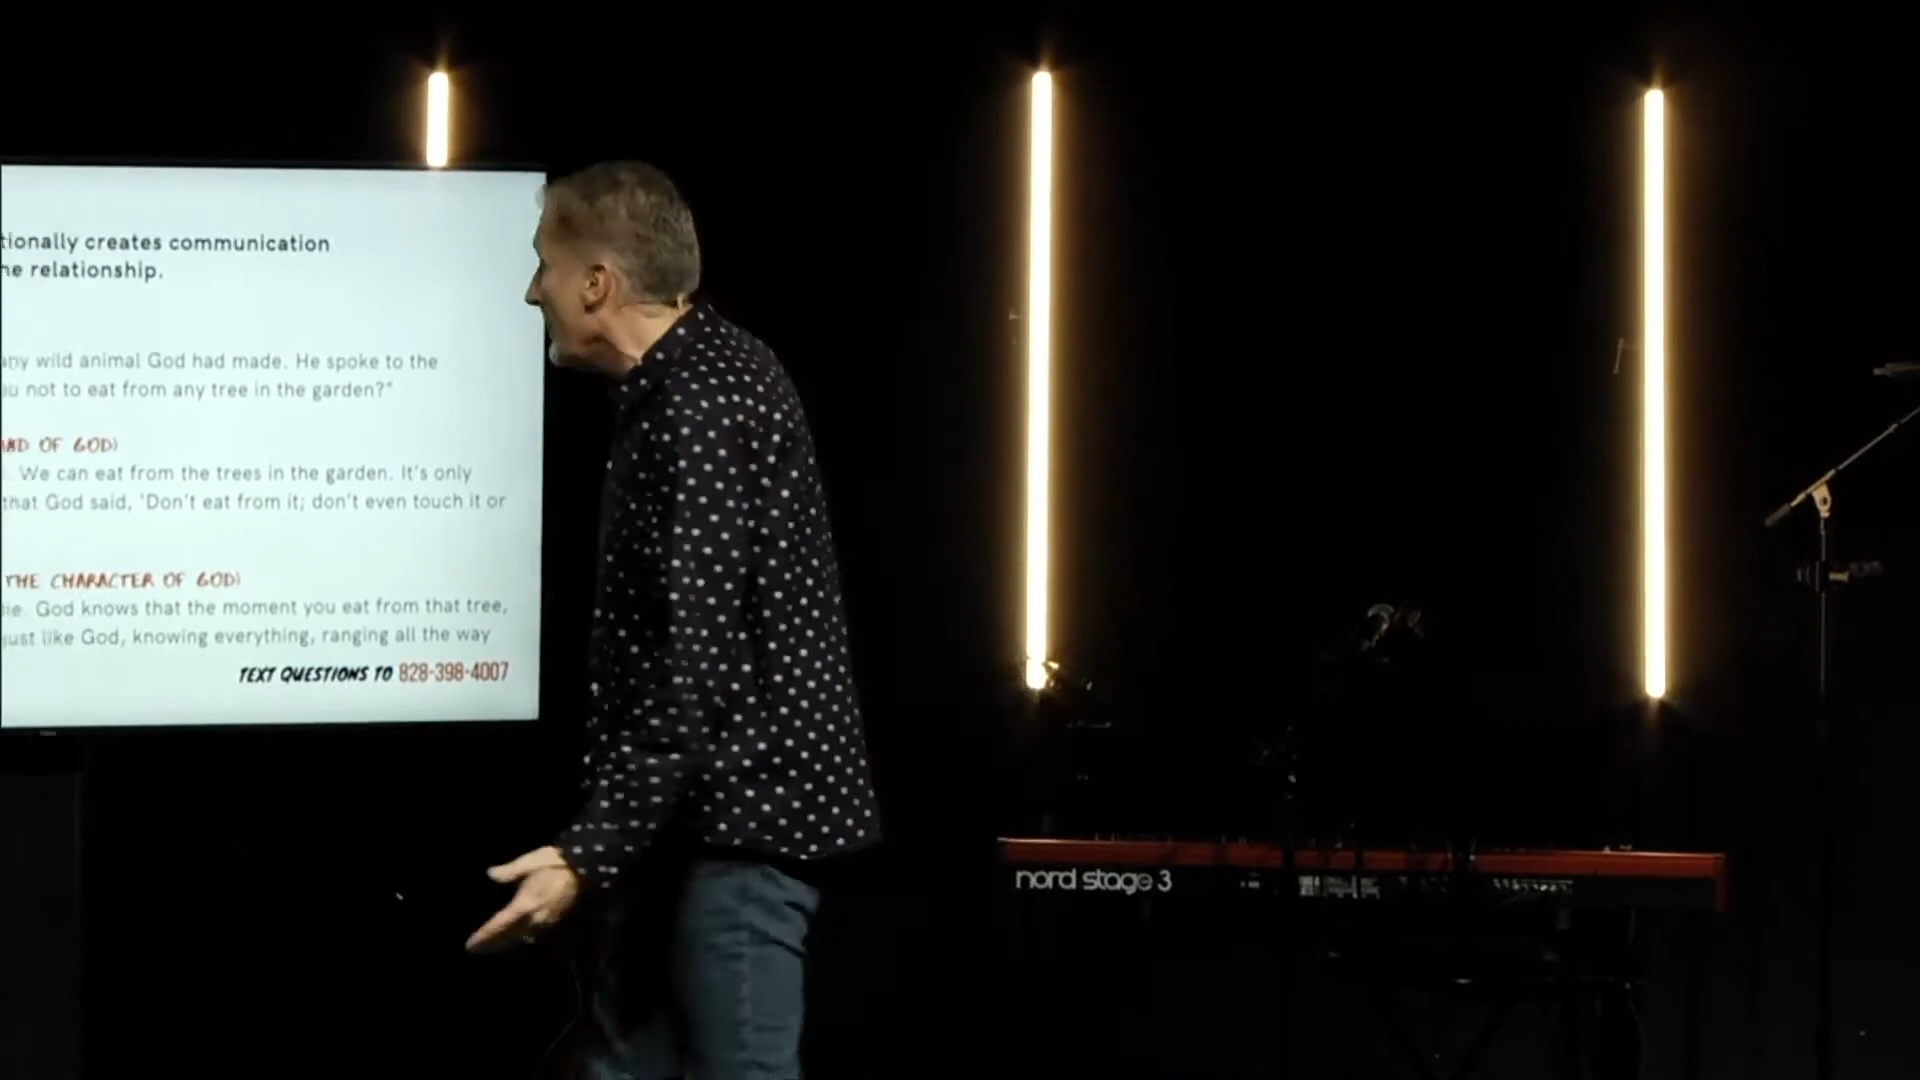 tionally creates communication
he relationship.
any wild animal God had made. He spoke to the
ou not to eat from any tree in the garden?"
OF GOD)
. We can eat from the trees in the garden. It's only
that God said, 'Don't eat from it; don't even touch it or
THE CHARACTER OF GOD)
die. God knows that the moment you eat from that tree,
just like God, knowing everything, ranging all the way
TEXT QUESTIONS TO 828-398-4007
nord stage 3